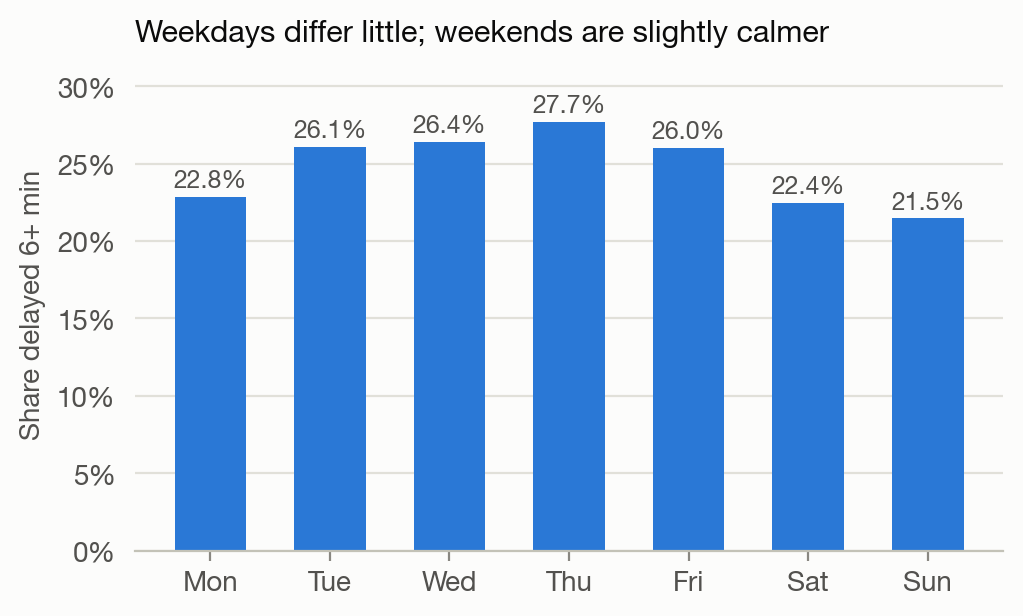 Weekdays differ little; weekends are slightly calmer
Share delayed 6+ min
30%
25%
20%
15%
10%
5%
0%
22.8%
26.1%
26.4%
27.7%
26.0%
22.4%
21.5%
Mon
Tue
Wed
Thu
Fri
Sat
Sun